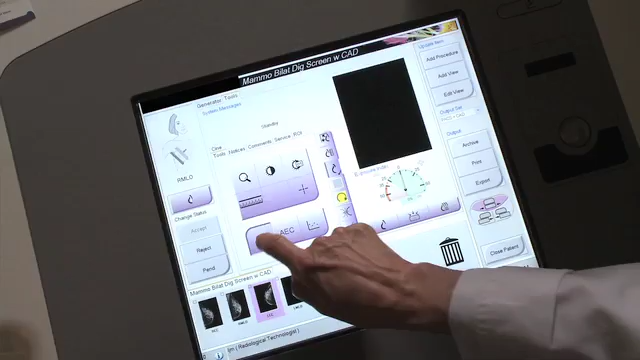 Mammo Bilat Dig Screen w CAD
Generator Tools
System Messages
Standby
Tools Notices Comments Service ROI
AEC
Exposure Index
RMLO
Change Status
Accept
Reject
Pend
Add Procedure
Add View
Edit View
Output Set
Output
Archive
Print
Export
Close Patient
Mammo Bilat Dig Screen w CAD
( Radiological Technologist )